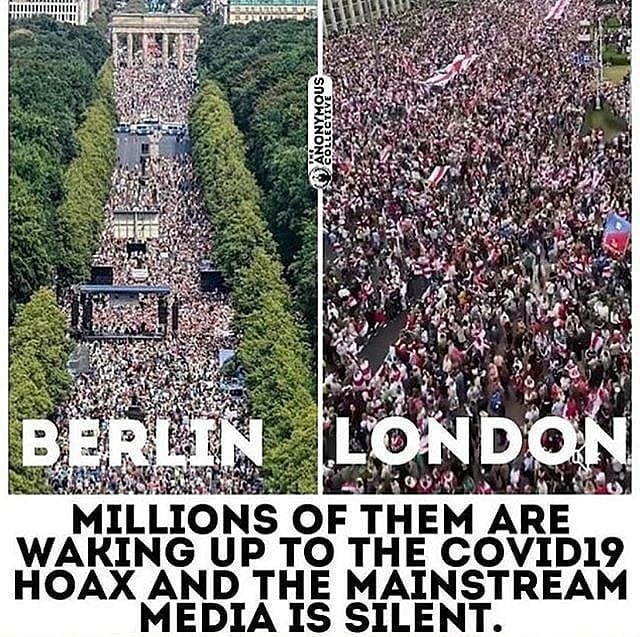 THE
ANONYMOUS
COLLECTIVE
BERLIN
LONDON
MILLIONS OF THEM ARE
WAKING UP TO THE COVID19
HOAX AND THE MAINSTREAM
MEDIA IS SILENT.